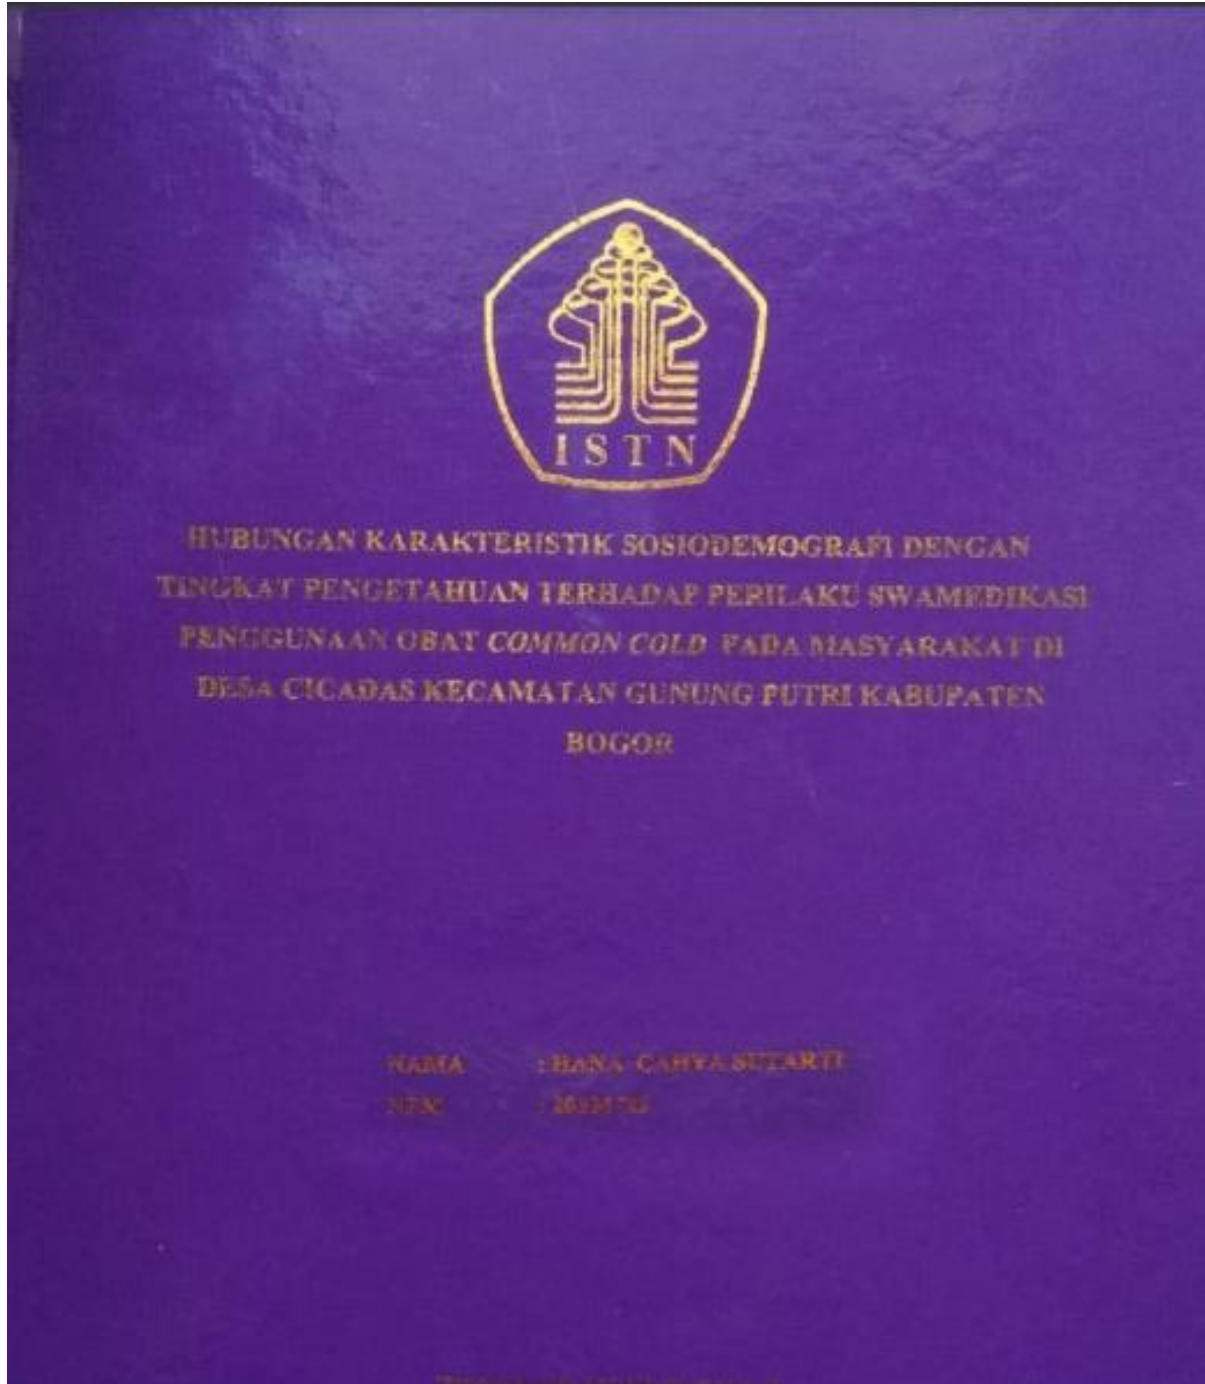 ISTN
HUBUNGAN KARAKTERISTIK SOSIODEMOGRAFI DENGAN
TINGKAT PENGETAHUAN TERHADAP PERILAKU SWAMEDIKASI
PENGGUNAAN OBAT COMMON COLD PADA MASYARAKAT DI
DESA CICADAS KECAMATAN GUNUNG PUTRI KABUPATEN
BOGOR
NAMA : HANA CAHYA SUTARTI
NPM :